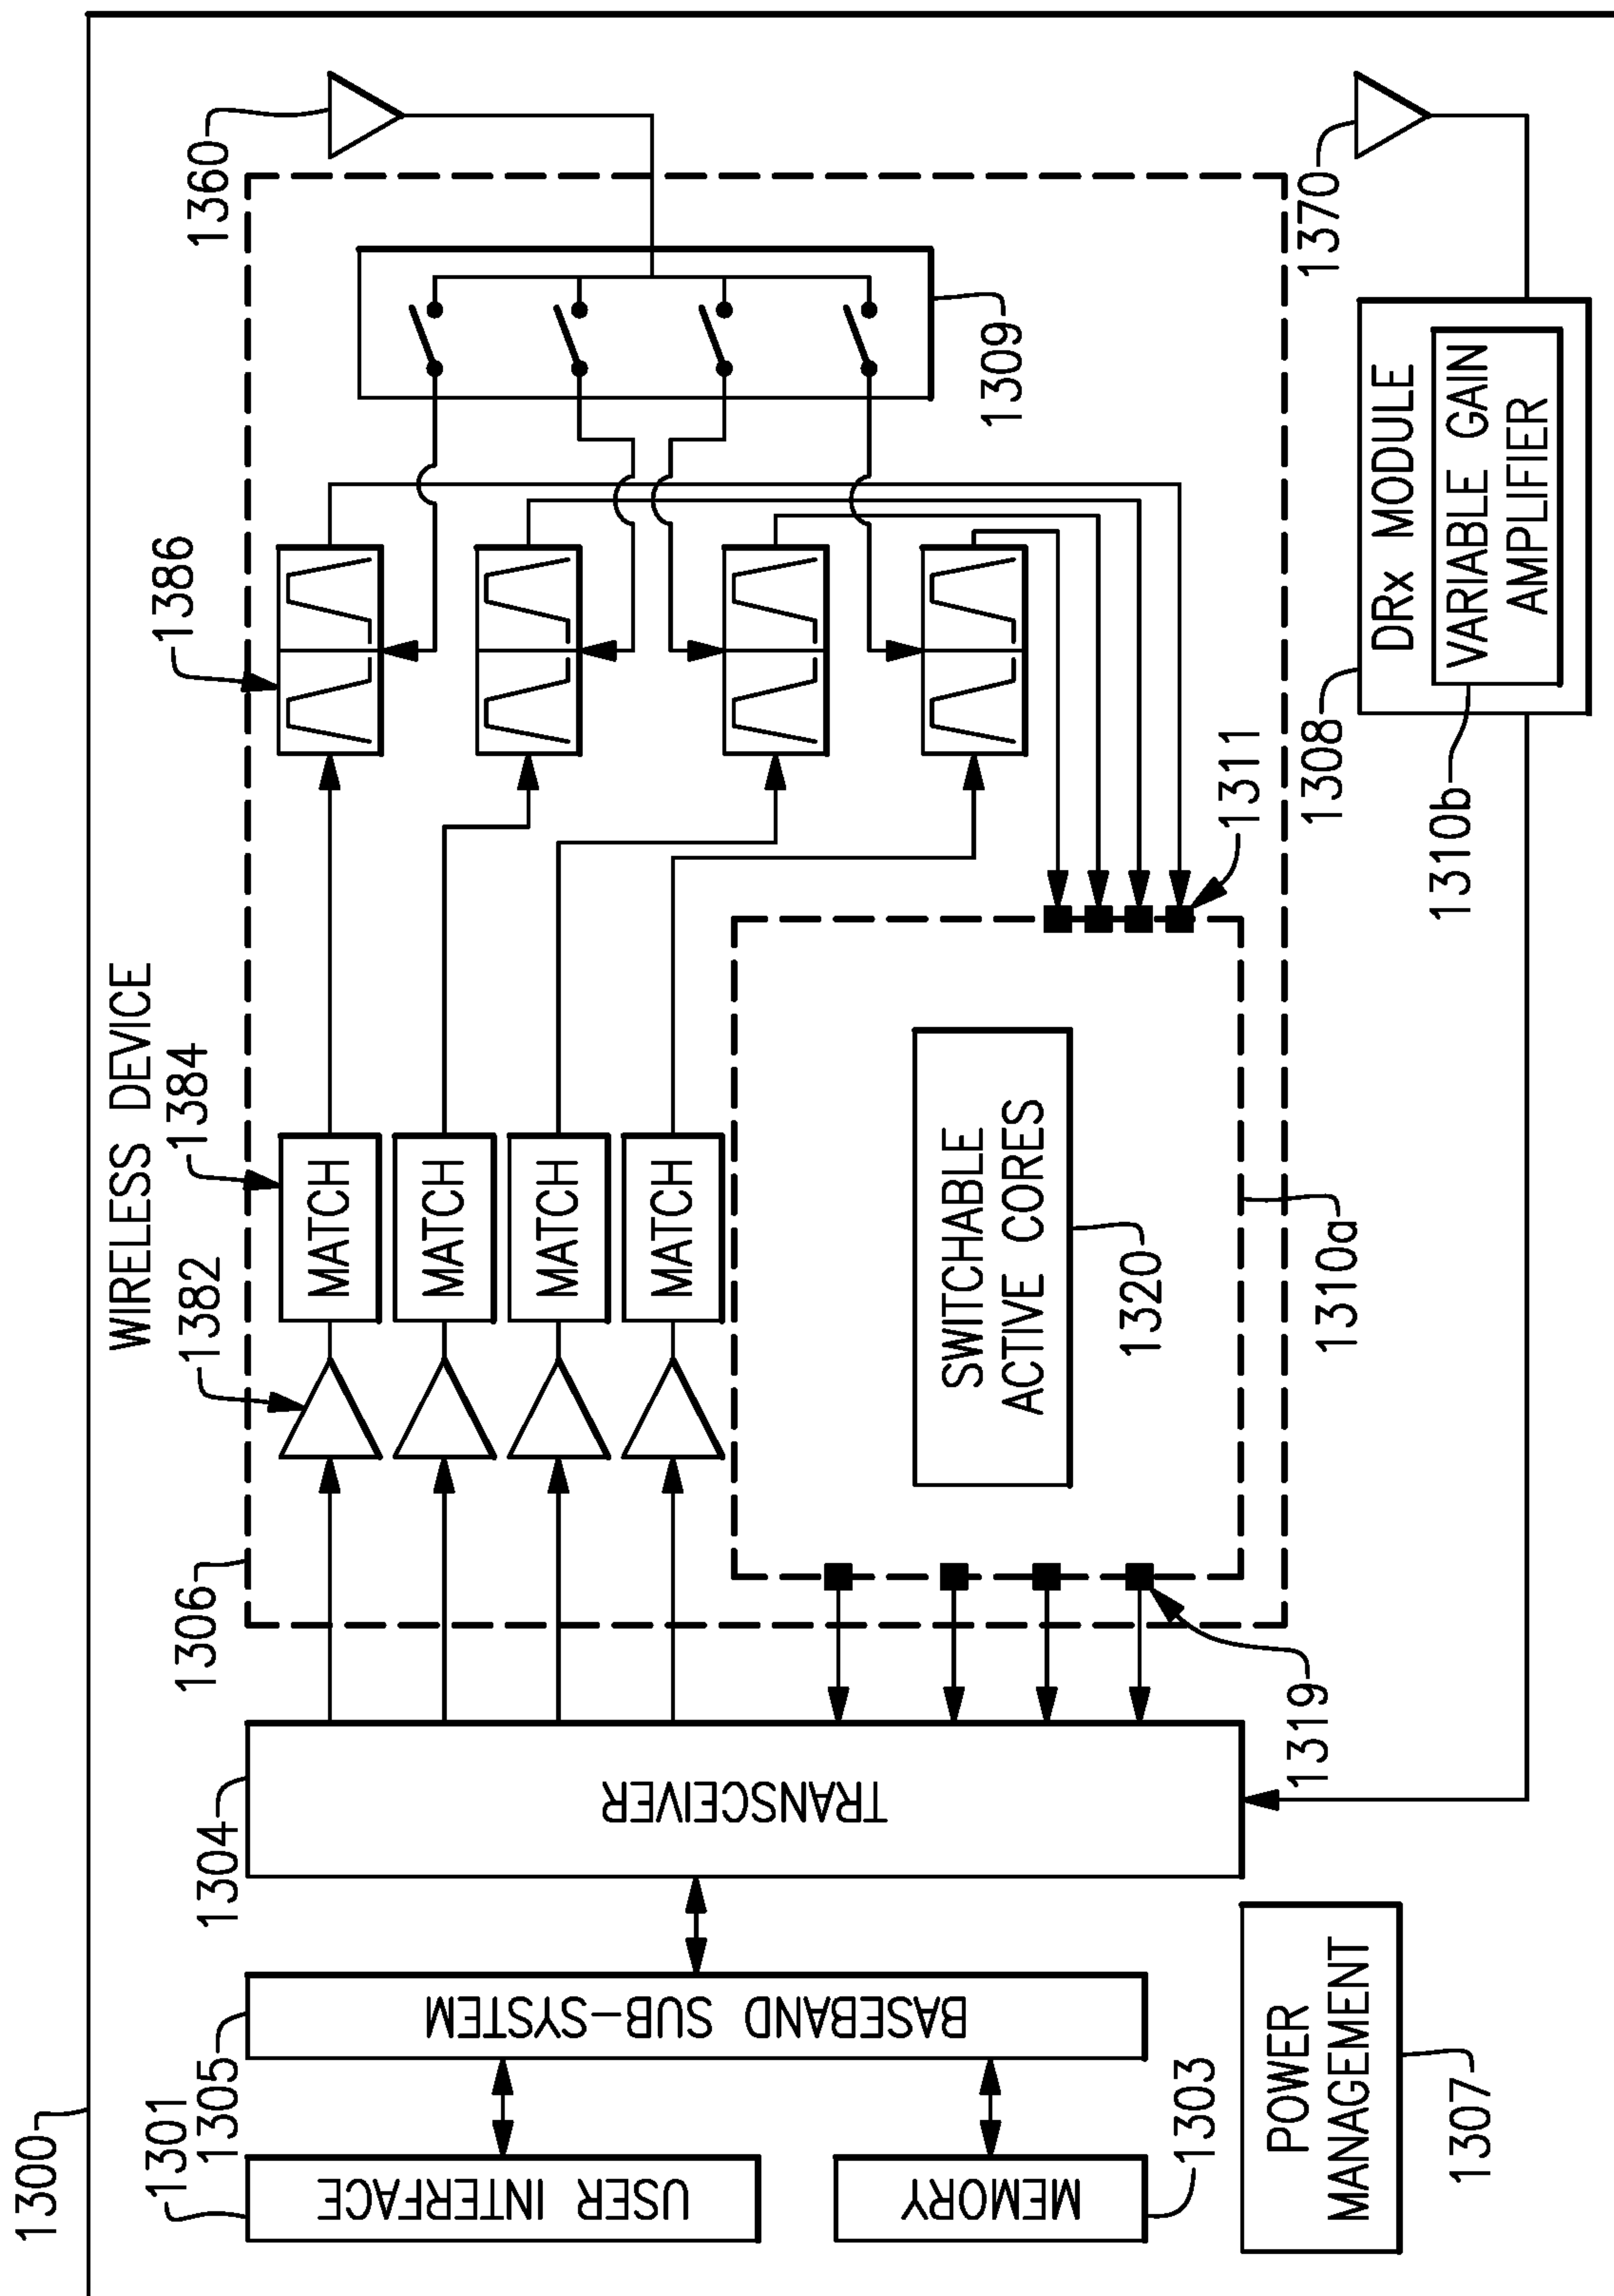 1300
WIRELESS DEVICE
1301
USER INTERFACE
1303
MEMORY
1305
BASEBAND SUB-SYSTEM
1304
TRANSCEIVER
1307
POWER
MANAGEMENT
1306
1382
1384
MATCH
MATCH
MATCH
MATCH
1386
1360
1309
1311
1319
SWITCHABLE
ACTIVE CORES
1320
1310a
1370
1308
DRx MODULE
VARIABLE GAIN
AMPLIFIER
1310b